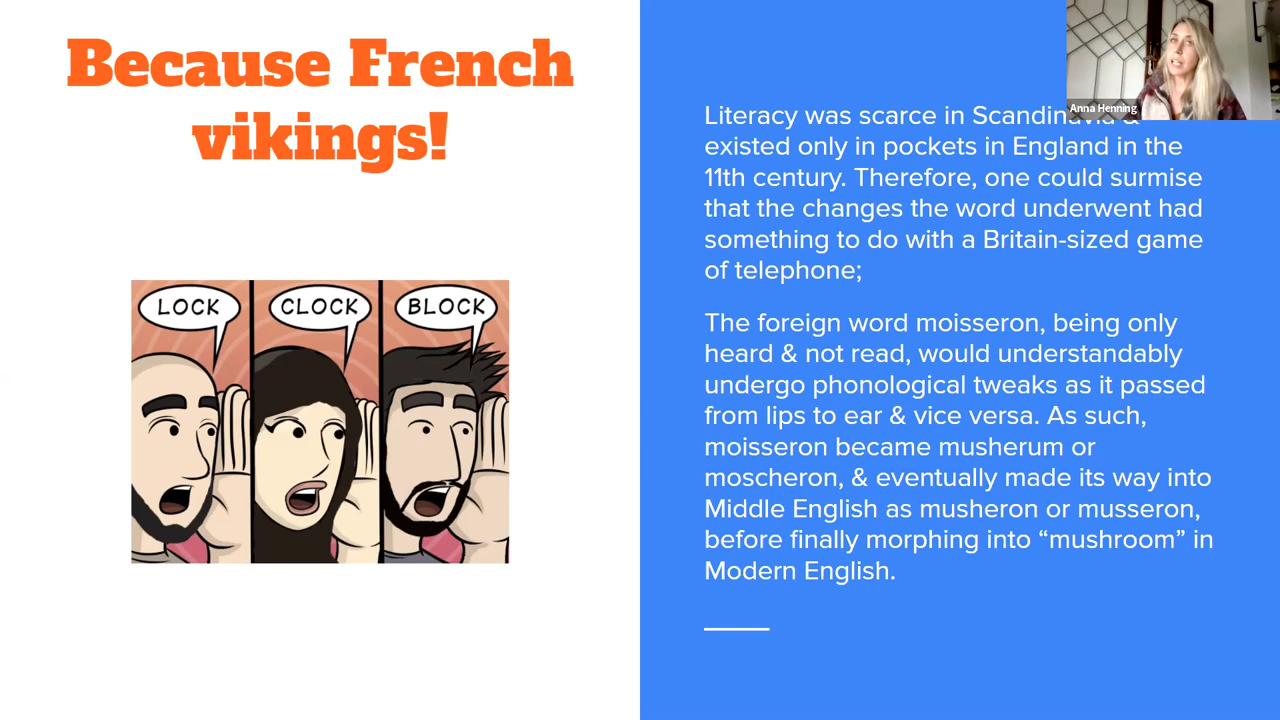 Because French
vikings!
LOCK
CLOCK
BLOCK
Anna Henning
Literacy was scarce in Scandinavia &
existed only in pockets in England in the
11th century. Therefore, one could surmise
that the changes the word underwent had
something to do with a Britain-sized game
of telephone;
The foreign word moisseron, being only
heard & not read, would understandably
undergo phonological tweaks as it passed
from lips to ear & vice versa. As such,
moisseron became musherum or
moscheron, & eventually made its way into
Middle English as musheron or musseron,
before finally morphing into “mushroom” in
Modern English.